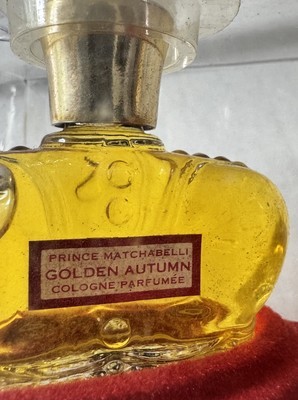 PRINCE MATCHABELLI
GOLDEN AUTUMN
COLOGNE PARFUMÉE